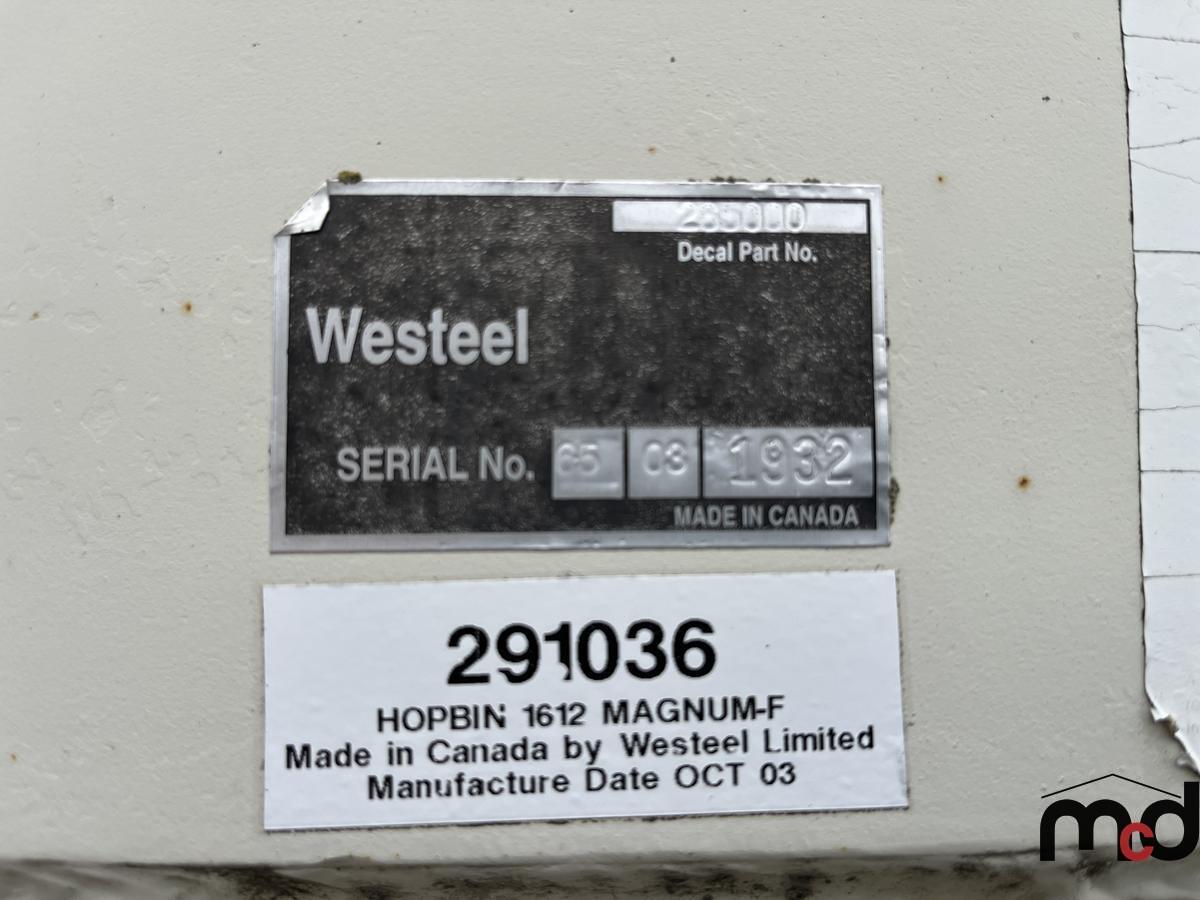 285000
Decal Part No.
Westeel
SERIAL No. 65 03 1932
MADE IN CANADA
291036
HOPBIN 1612 MAGNUM-F
Made in Canada by Westeel Limited
Manufacture Date OCT 03
mcd